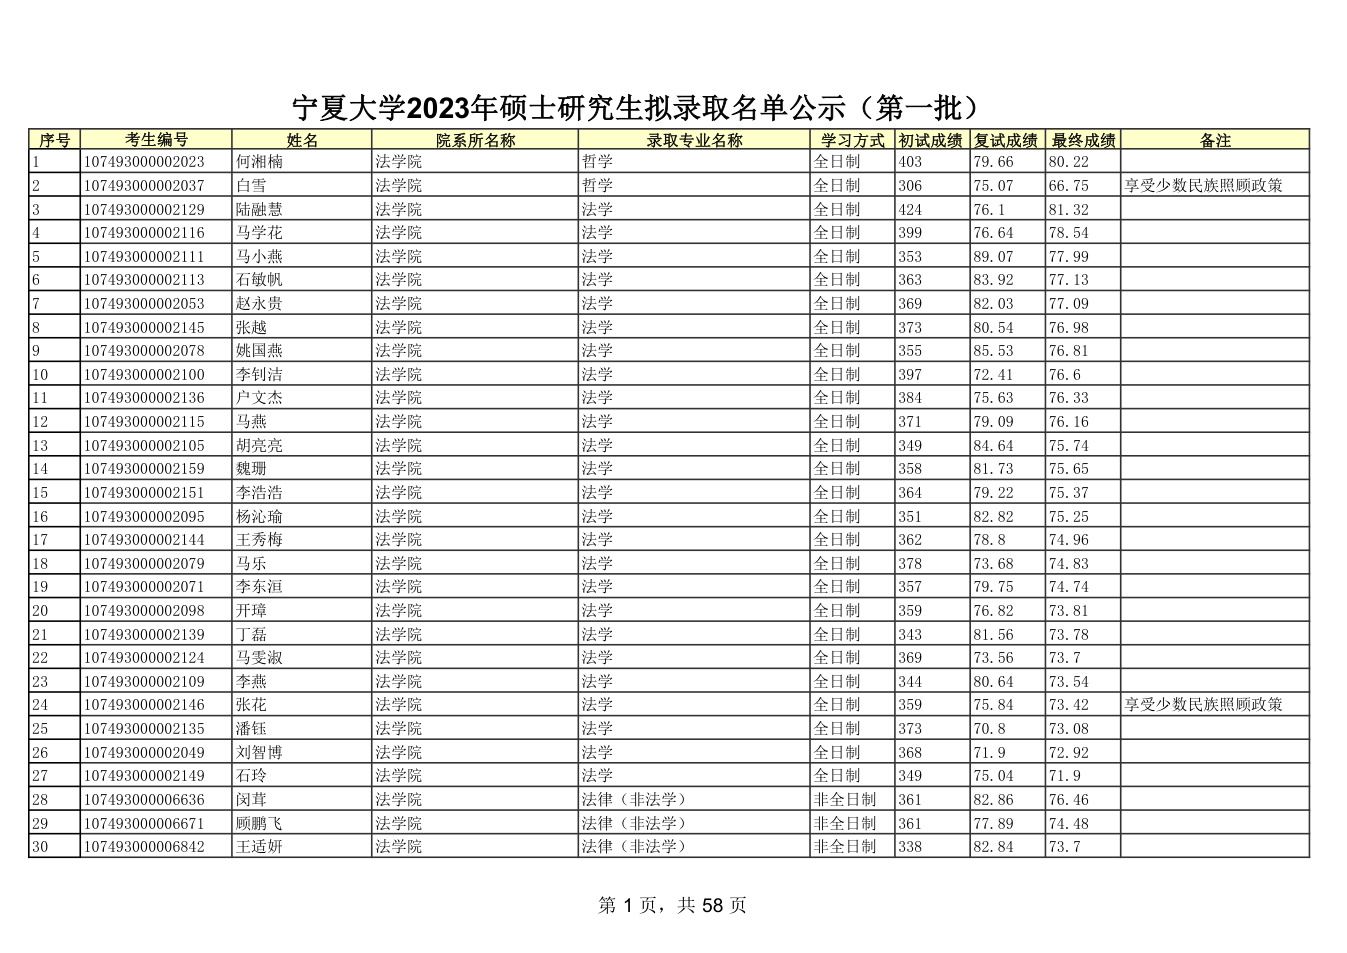 宁夏大学2023年硕士研究生拟录取名单公示（第一批）
序号 考生编号 姓名 院系所名称 录取专业名称 学习方式 初试成绩 复试成绩 最终成绩 备注
1 107493000002023 何湘楠 法学院 哲学 全日制 403 79.66 80.22
2 107493000002037 白雪 法学院 哲学 全日制 306 75.07 66.75 享受少数民族照顾政策
3 107493000002129 陆融慧 法学院 法学 全日制 424 76.1 81.32
4 107493000002116 马学花 法学院 法学 全日制 399 76.64 78.54
5 107493000002111 马小燕 法学院 法学 全日制 353 89.07 77.99
6 107493000002113 石敏帆 法学院 法学 全日制 363 83.92 77.13
7 107493000002053 赵永贵 法学院 法学 全日制 369 82.03 77.09
8 107493000002145 张越 法学院 法学 全日制 373 80.54 76.98
9 107493000002078 姚国燕 法学院 法学 全日制 355 85.53 76.81
10 107493000002100 李钊洁 法学院 法学 全日制 397 72.41 76.6
11 107493000002136 户文杰 法学院 法学 全日制 384 75.63 76.33
12 107493000002115 马燕 法学院 法学 全日制 371 79.09 76.16
13 107493000002105 胡亮亮 法学院 法学 全日制 349 84.64 75.74
14 107493000002159 魏珊 法学院 法学 全日制 358 81.73 75.65
15 107493000002151 李浩浩 法学院 法学 全日制 364 79.22 75.37
16 107493000002095 杨沁瑜 法学院 法学 全日制 351 82.82 75.25
17 107493000002144 王秀梅 法学院 法学 全日制 362 78.8 74.96
18 107493000002079 马乐 法学院 法学 全日制 378 73.68 74.83
19 107493000002071 李东洹 法学院 法学 全日制 357 79.75 74.74
20 107493000002098 开璋 法学院 法学 全日制 359 76.82 73.81
21 107493000002139 丁磊 法学院 法学 全日制 343 81.56 73.78
22 107493000002124 马雯淑 法学院 法学 全日制 369 73.56 73.7
23 107493000002109 李燕 法学院 法学 全日制 344 80.64 73.54
24 107493000002146 张花 法学院 法学 全日制 359 75.84 73.42 享受少数民族照顾政策
25 107493000002135 潘钰 法学院 法学 全日制 373 70.8 73.08
26 107493000002049 刘智博 法学院 法学 全日制 368 71.9 72.92
27 107493000002149 石玲 法学院 法学 全日制 349 75.04 71.9
28 107493000006636 闵茸 法学院 法律（非法学） 非全日制 361 82.86 76.46
29 107493000006671 顾鹏飞 法学院 法律（非法学） 非全日制 361 77.89 74.48
30 107493000006842 王适妍 法学院 法律（非法学） 非全日制 338 82.84 73.7
第 1 页，共 58 页